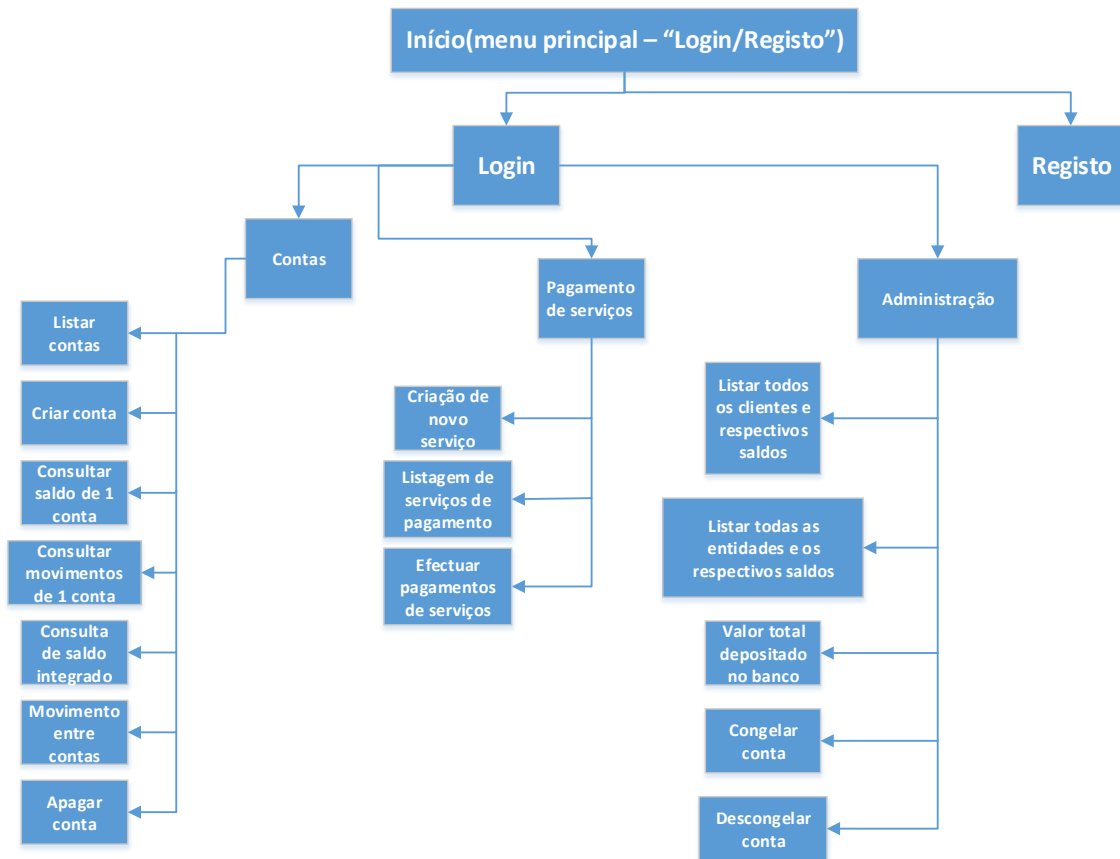 Início(menu principal – “Login/Registo”)
Login
Registo
Contas
Pagamento
de serviços
Administração
Listar
contas
Criar conta
Consultar
saldo de 1
conta
Consultar
movimentos
de 1 conta
Consulta
de saldo
integrado
Movimento
entre
contas
Apagar
conta
Criação de
novo
serviço
Listagem de
serviços de
pagamento
Efectuar
pagamentos
de serviços
Listar todos
os clientes e
respectivos
saldos
Listar todas as
entidades e os
respectivos saldos
Valor total
depositado
no banco
Congelar
conta
Descongelar
conta